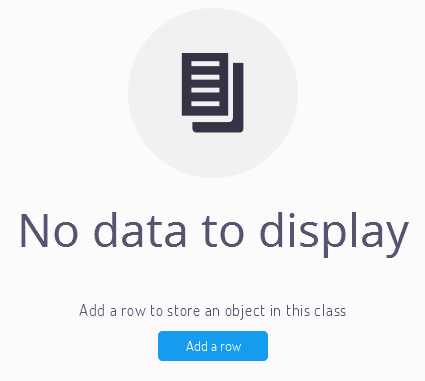 No data to display
Add a row to store an object in this class
Add a row